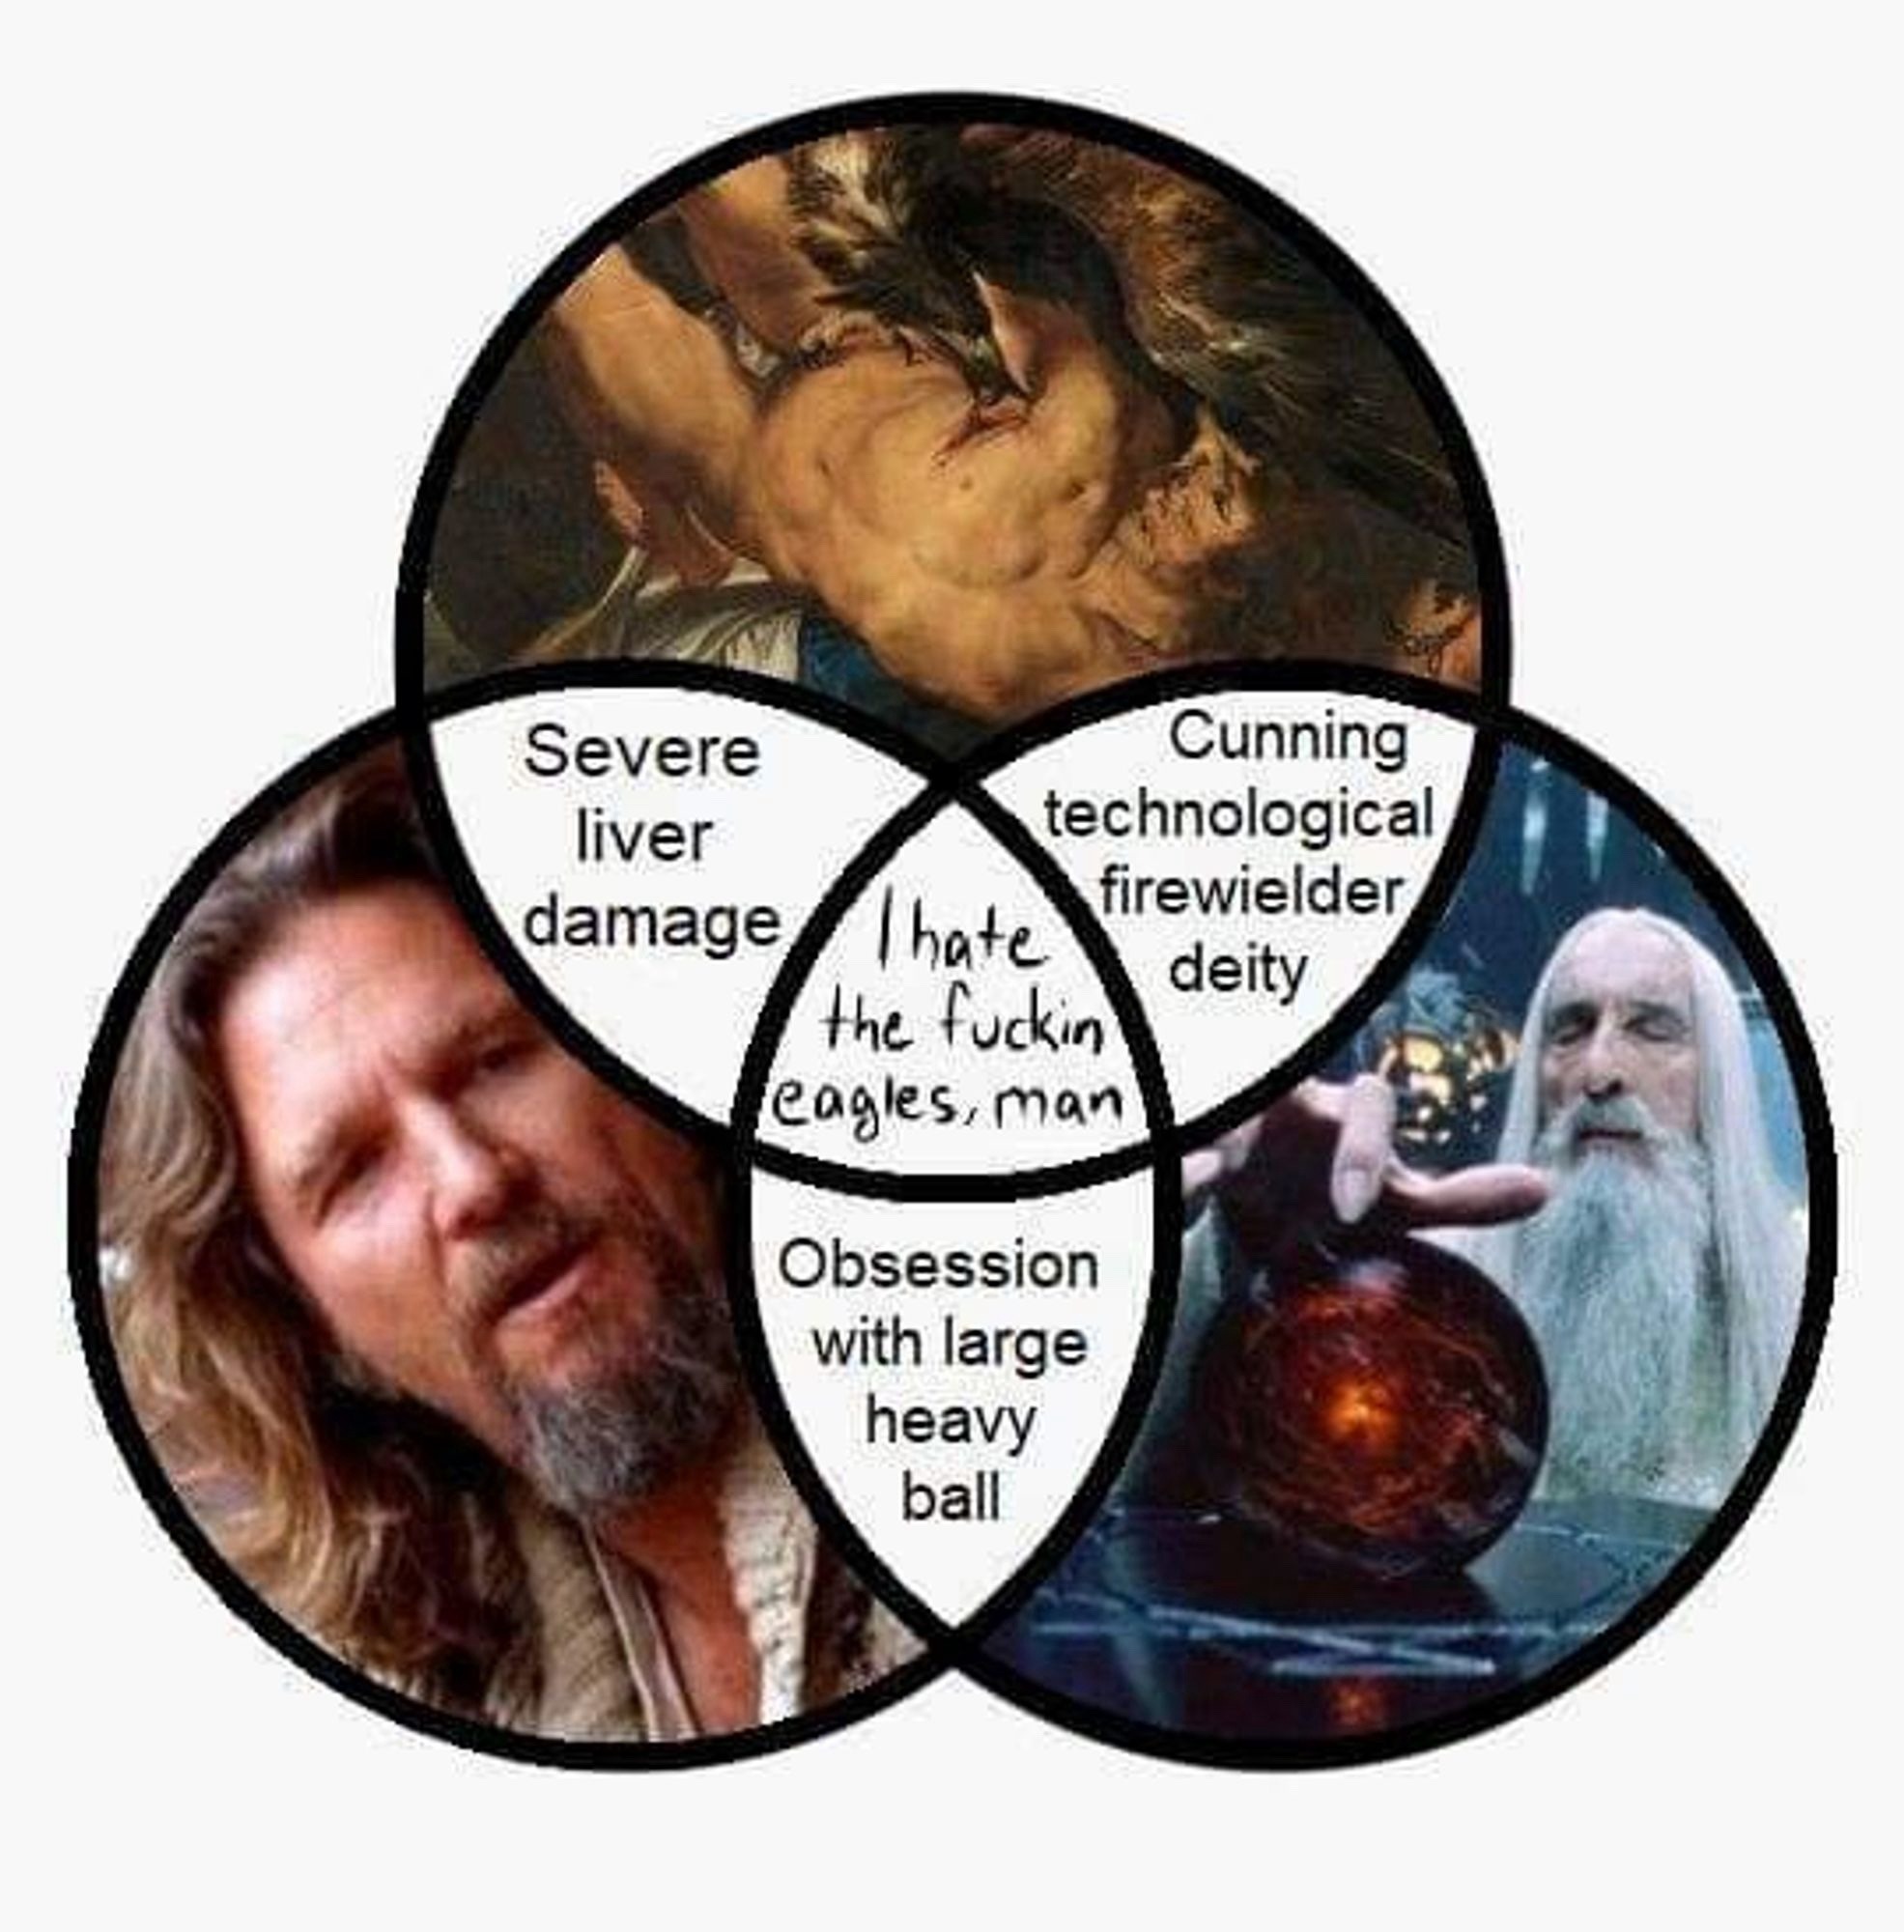 Severe
liver
damage
Cunning
technological
firewielder
deity
I hate
the fuckin
eagles, man
Obsession
with large
heavy
ball